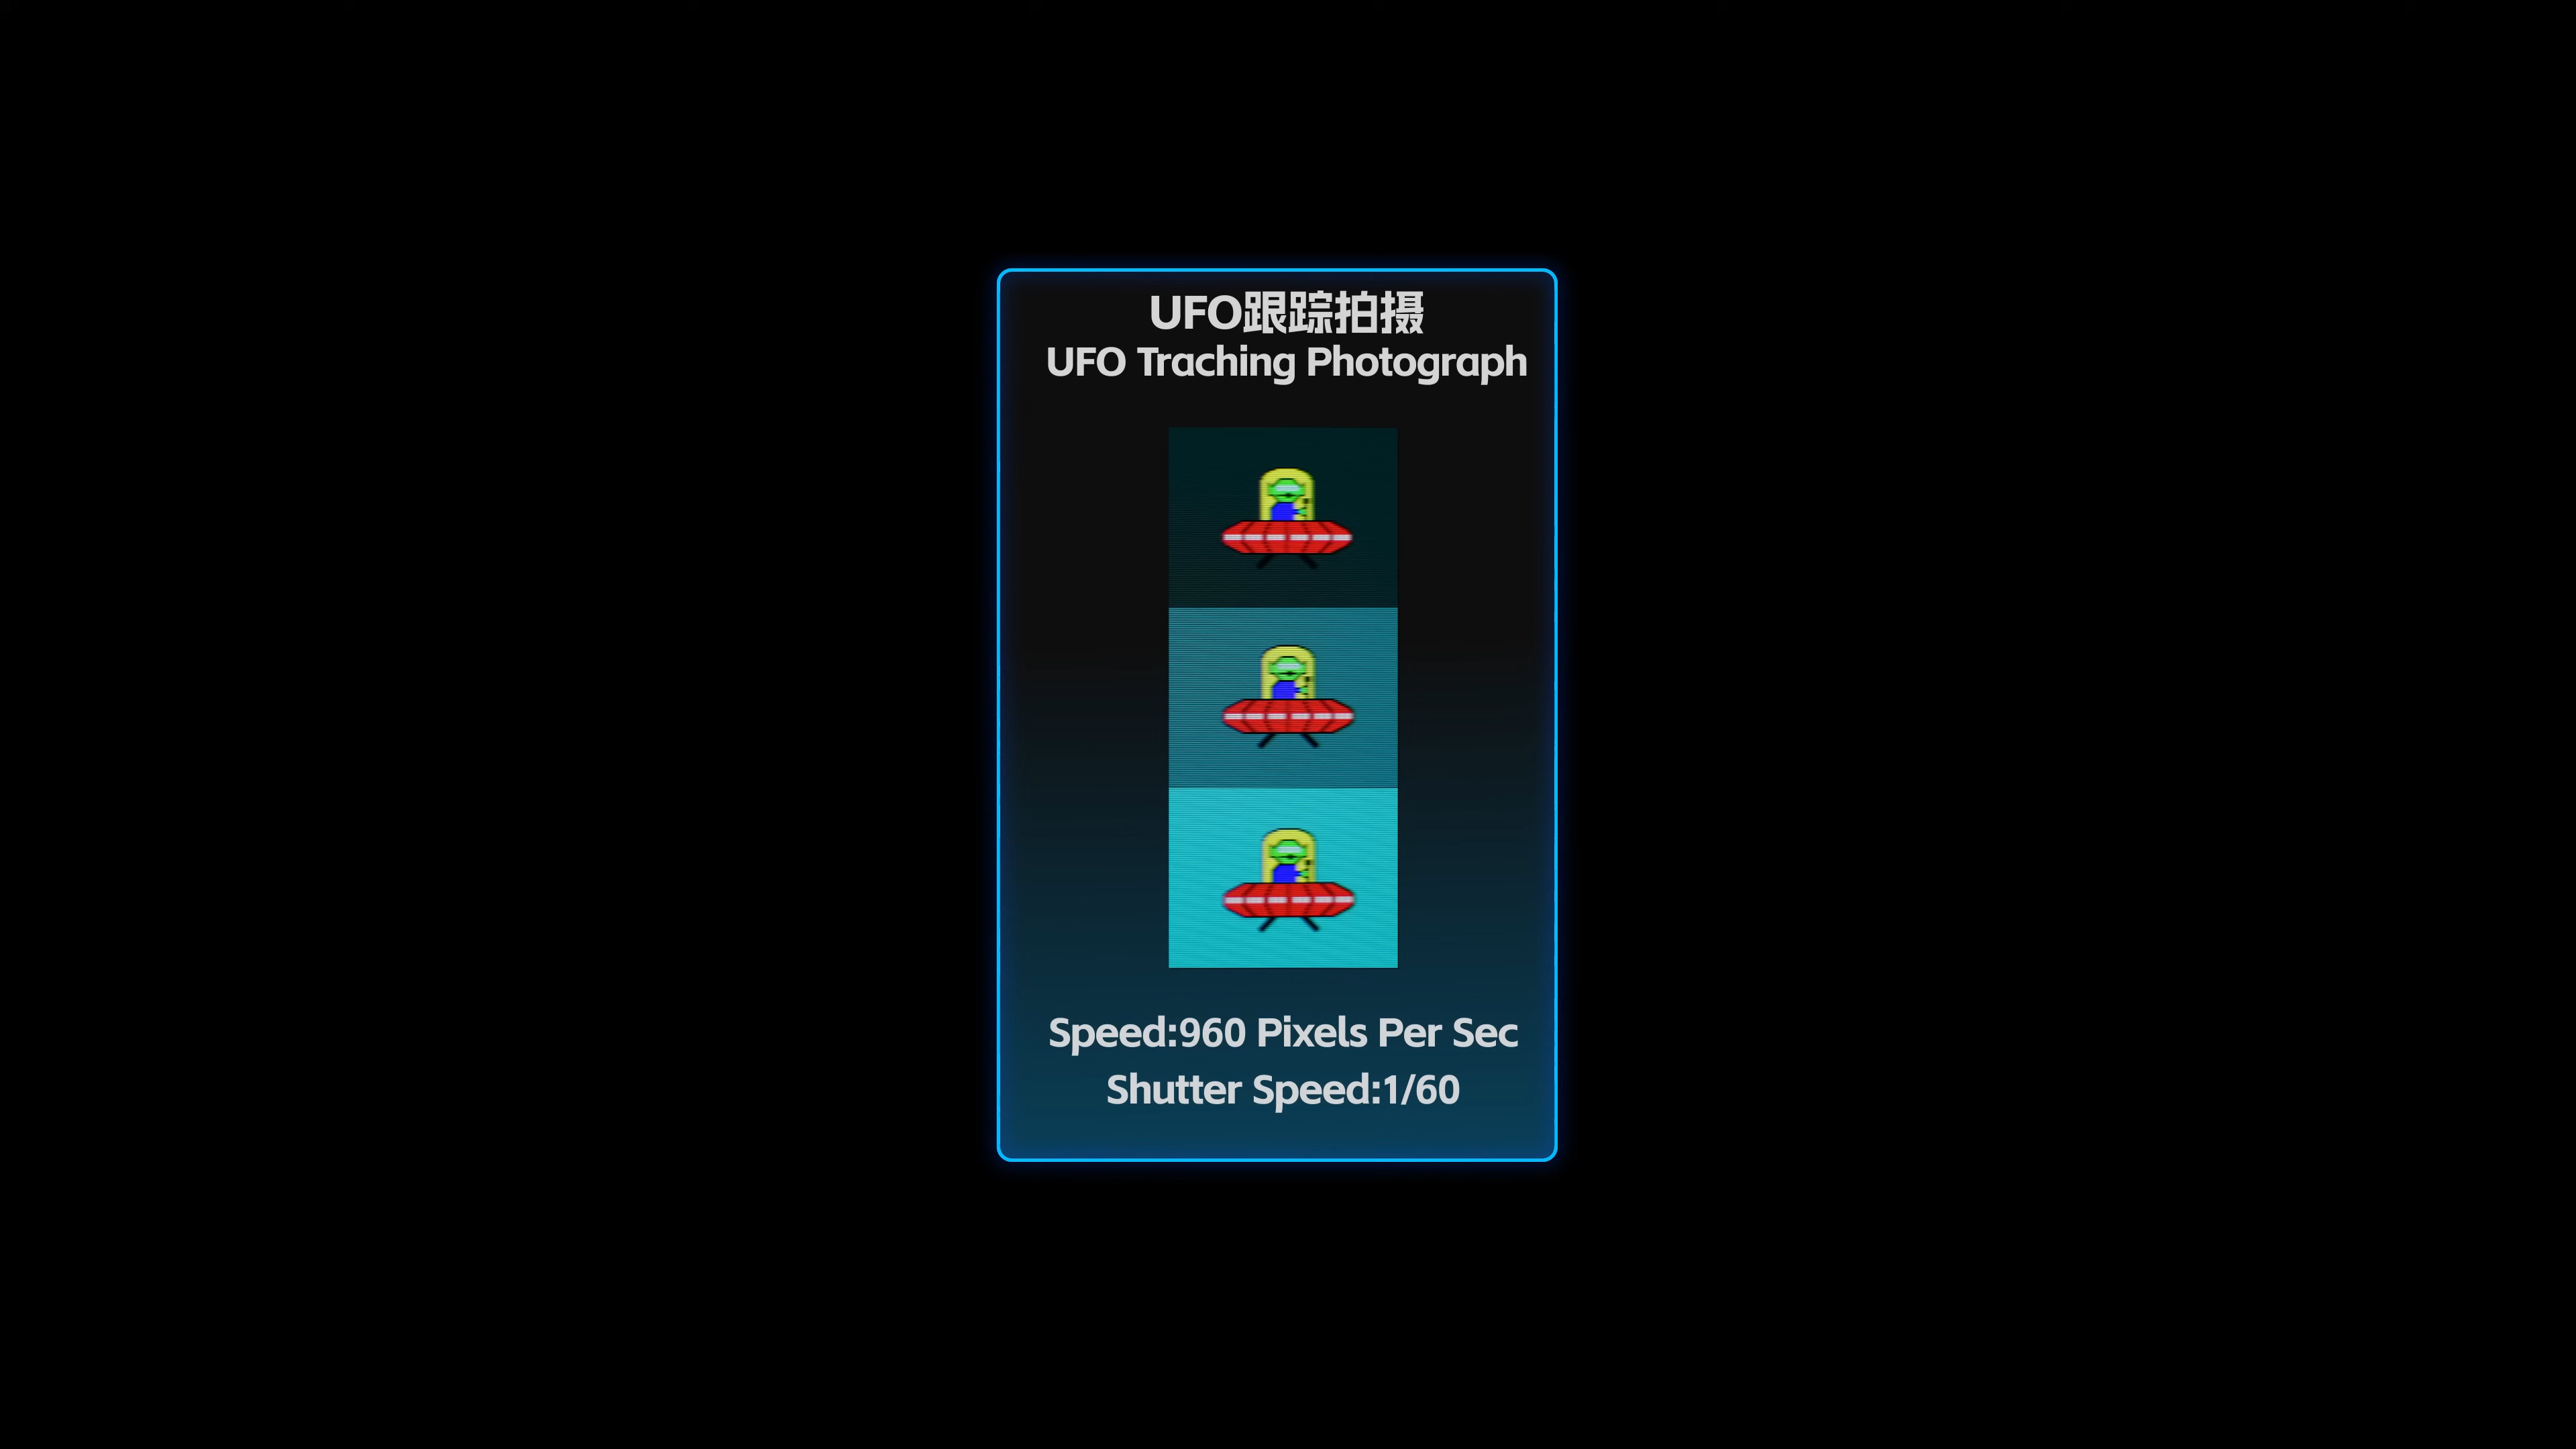 UFO跟踪拍摄
UFO Traching Photograph
Speed:960 Pixels Per Sec
Shutter Speed:1/60